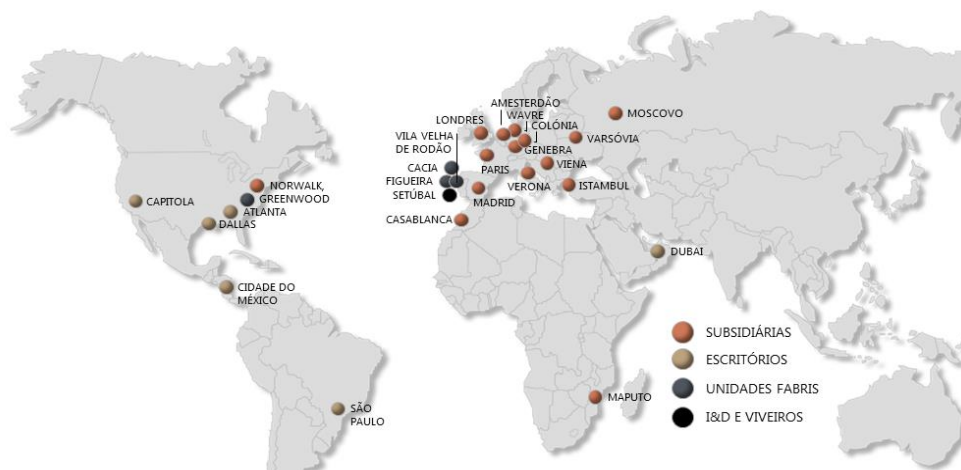 AMESTERDÃO
WAVRE
LONDRES
COLÓNIA
MOSCOVO
VILA VELHA
DE RODÃO
VARSÓVIA
GENEBRA
PARIS
VIENA
CACIA
FIGUEIRA
SETÚBAL
MADRID
VERONA
ISTAMBUL
CASABLANCA
NORWALK,
GREENWOOD
CAPITOLA
ATLANTA
DALLAS
CIDADE DO
MÉXICO
DUBAI
SÃO
PAULO
MAPUTO
SUBSIDIÁRIAS
ESCRITÓRIOS
UNIDADES FABRIS
I&D E VIVEIROS